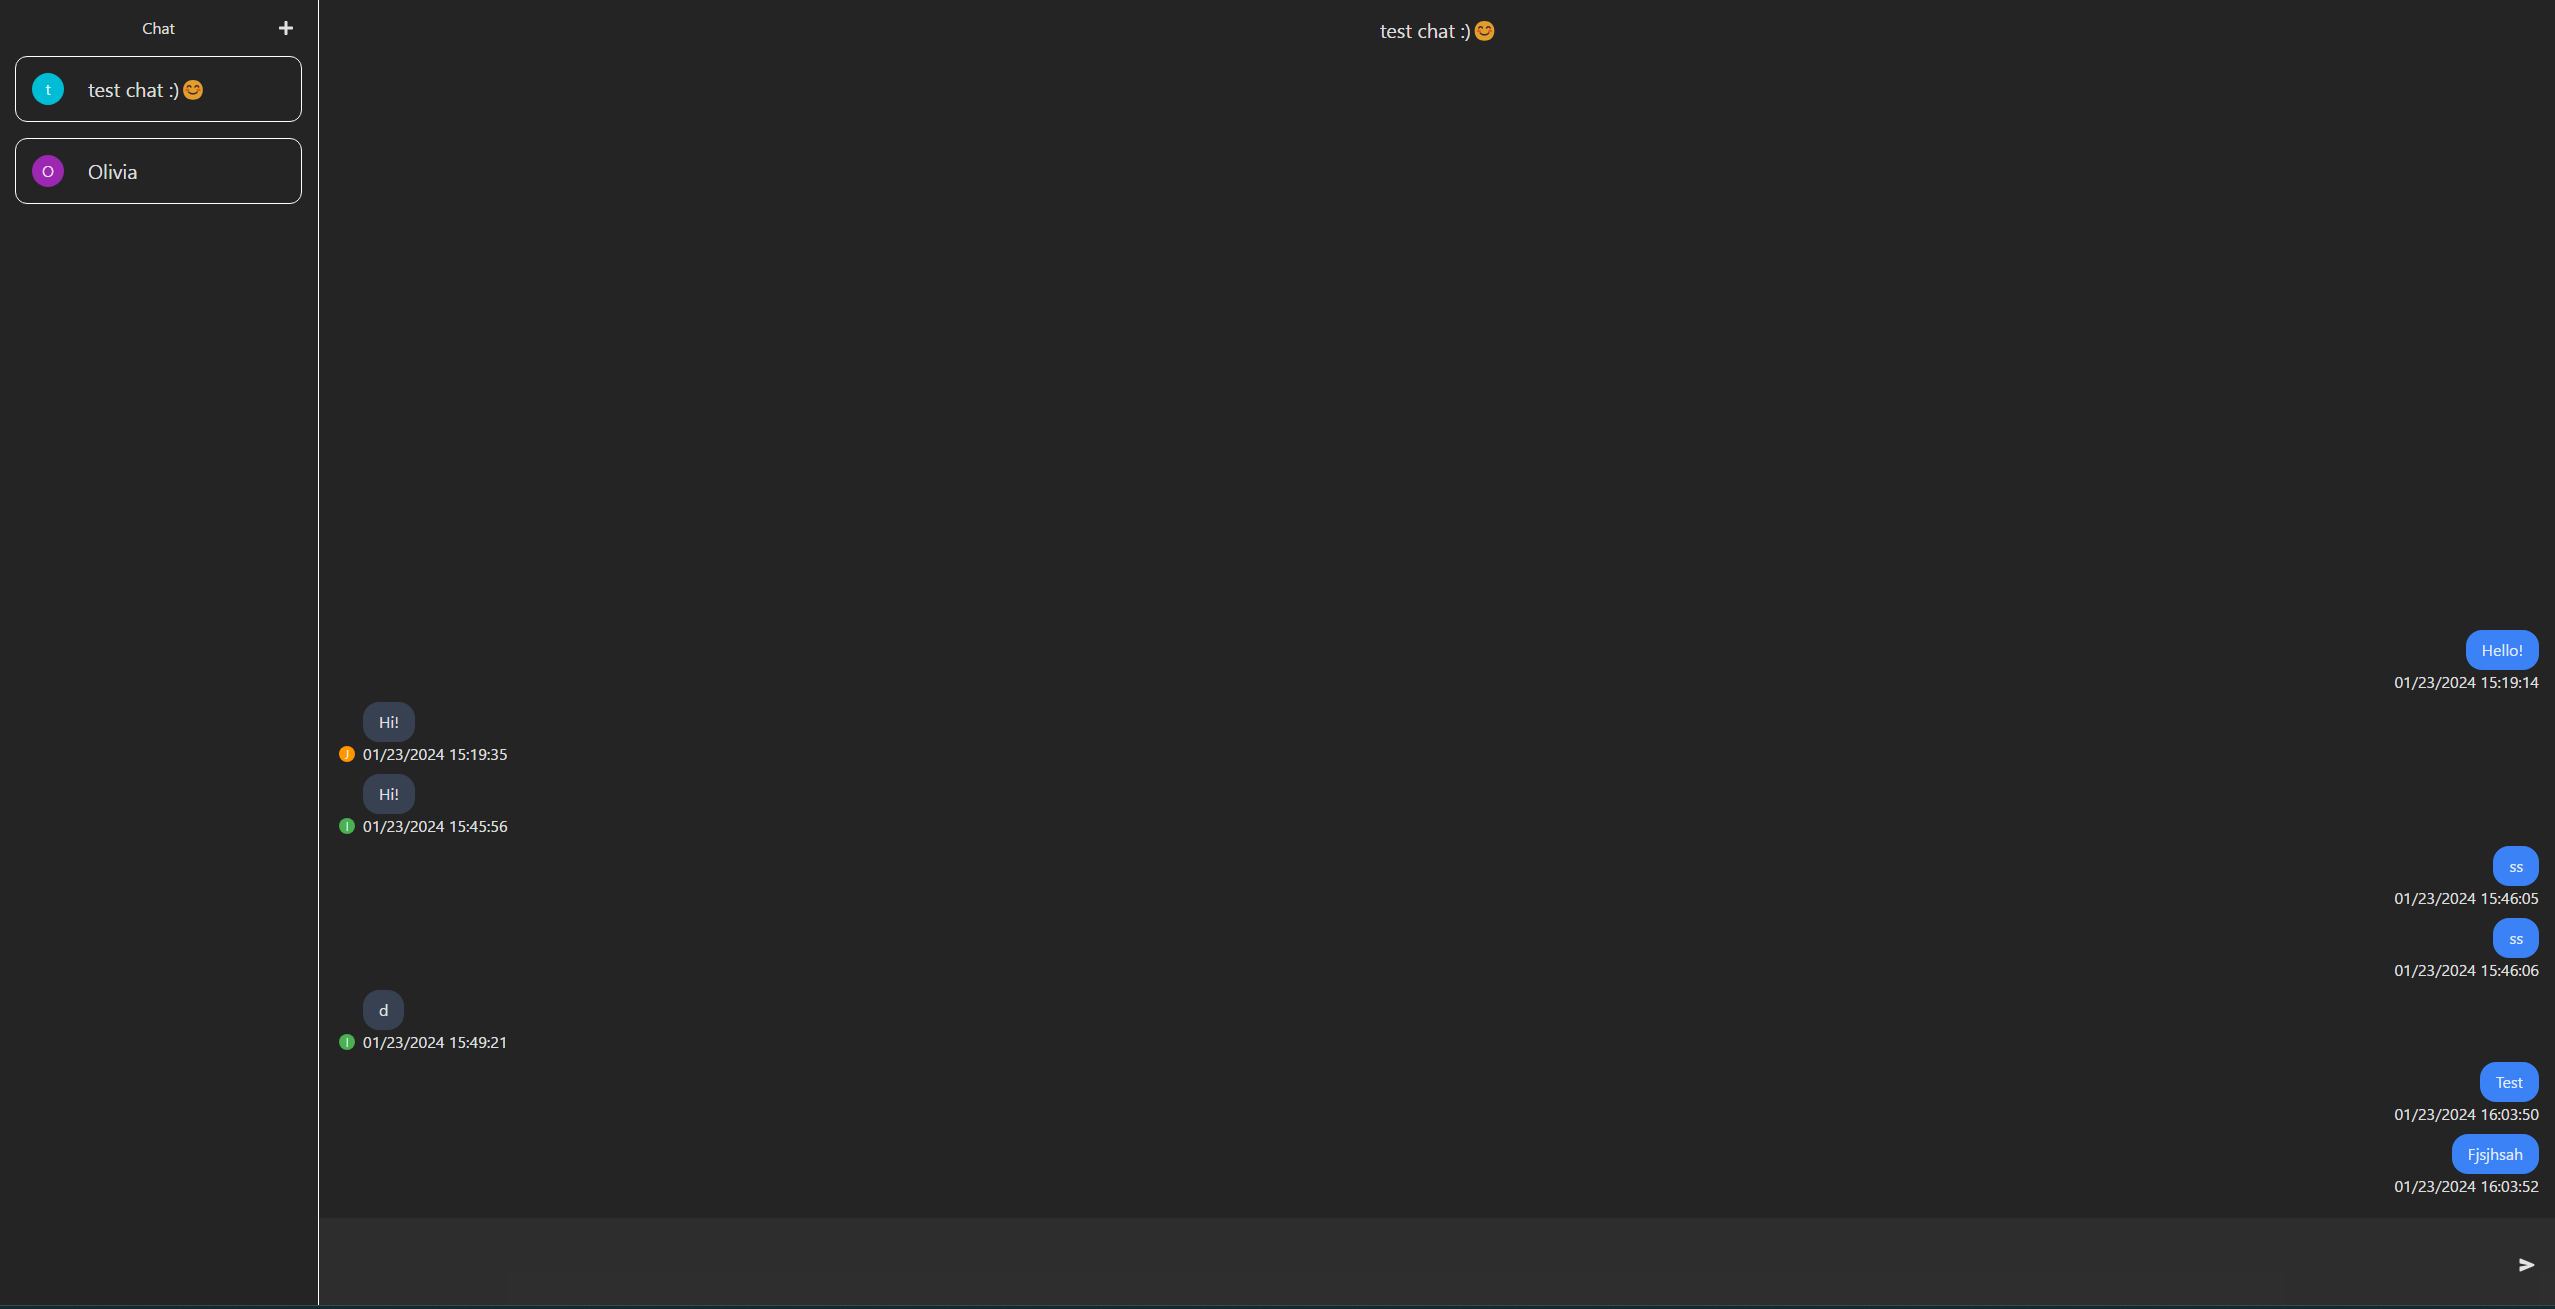 Chat
t
test chat :)😊
O
Olivia
test chat :)😊
Hello!
01/23/2024 15:19:14
Hi!
J
01/23/2024 15:19:35
Hi!
01/23/2024 15:45:56
ss
01/23/2024 15:46:05
ss
01/23/2024 15:46:06
d
01/23/2024 15:49:21
Test
01/23/2024 16:03:50
Fjsjhsah
01/23/2024 16:03:52